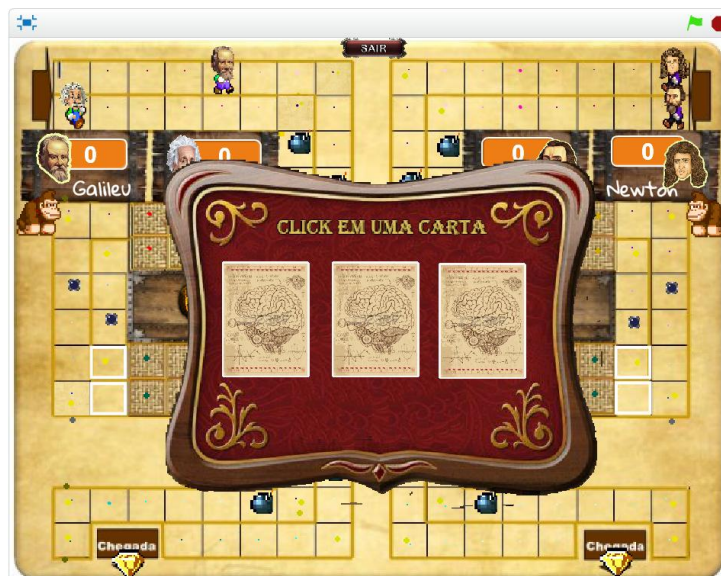 SAIR
0
0
0
0
Galileu
Newton
CLICK EM UMA CARTA
Chegada
Chegada